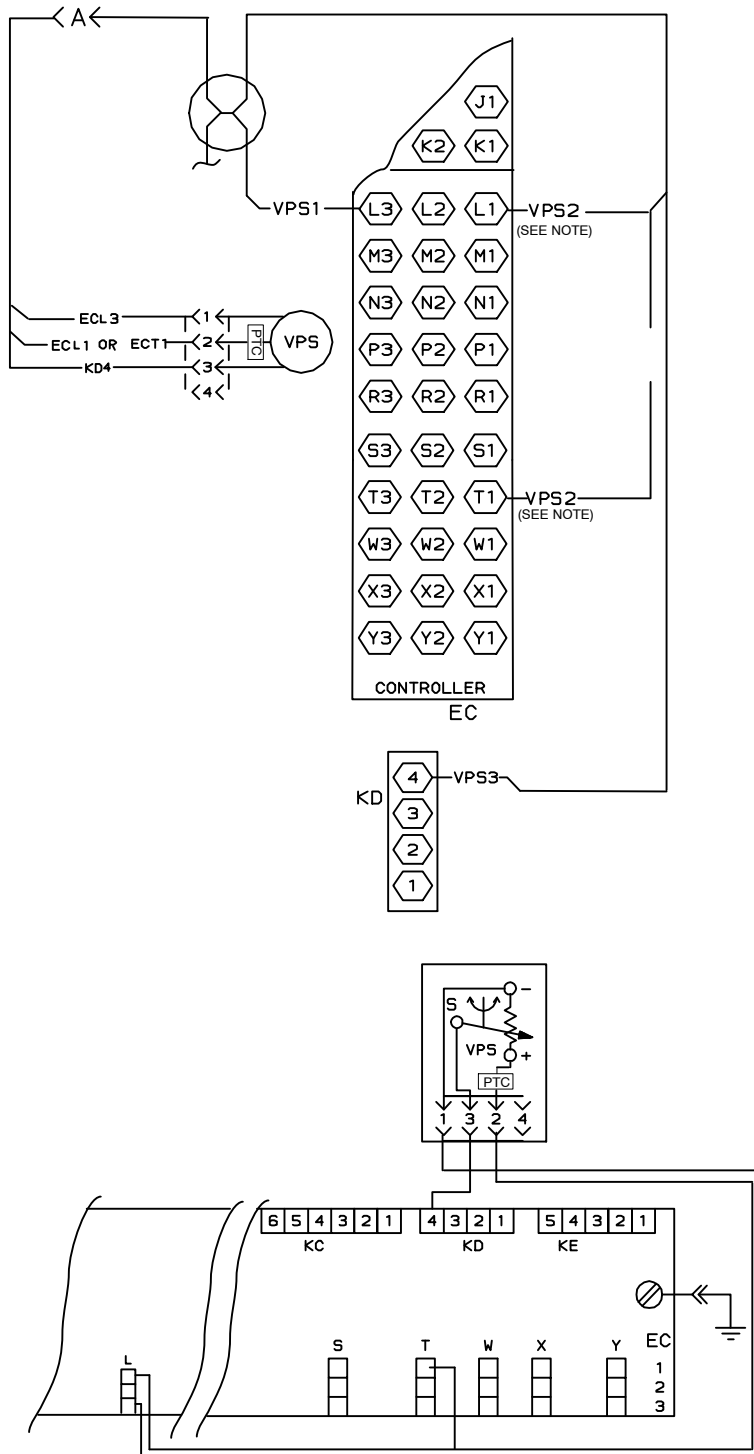 A
J1
K2 K1
VPS1 L3 L2 L1 VPS2
(SEE NOTE)
M3 M2 M1
N3 N2 N1
ECL3 1
ECL1 OR ECT1 2 PTC VPS
KD4 3
4
P3 P2 P1
R3 R2 R1
S3 S2 S1
T3 T2 T1 VPS2
(SEE NOTE)
W3 W2 W1
X3 X2 X1
Y3 Y2 Y1
CONTROLLER
EC
KD 4 VPS3
3
2
1
-
S
VPS
+
PTC
1 3 2 4
6 5 4 3 2 1 4 3 2 1 5 4 3 2 1
KC KD KE
L S T W X Y EC
1
2
3